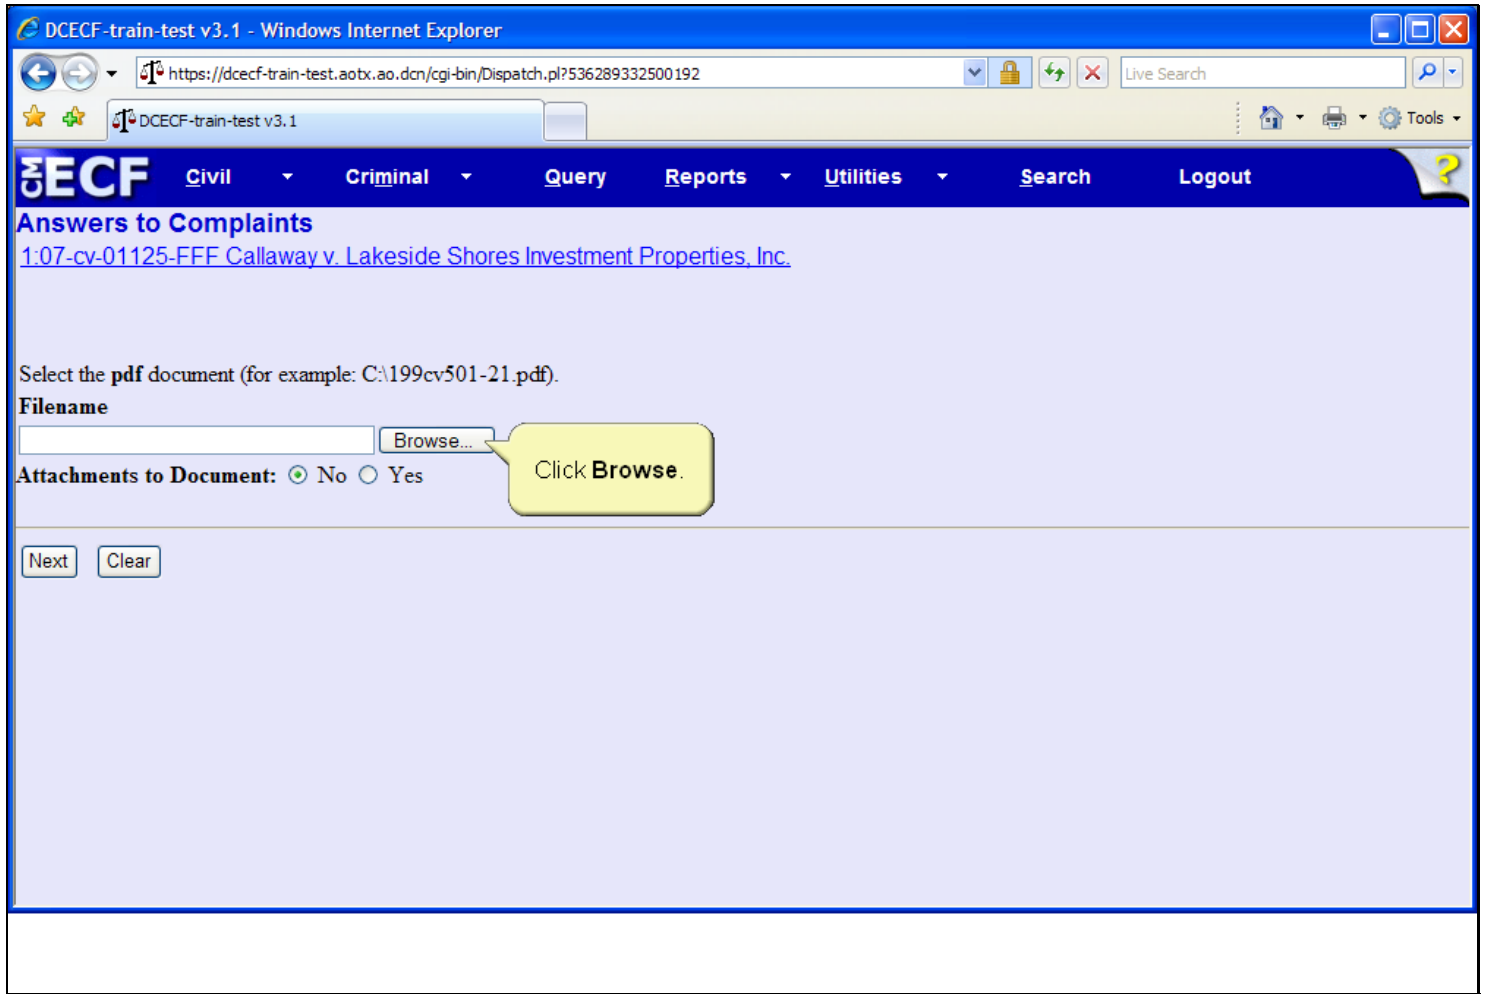 DCECF-train-test v3.1 - Windows Internet Explorer
https://dcecf-train-test.aotx.ao.dcn/cgi-bin/Dispatch.pl?536289332500192
Live Search
DCECF-train-test v3.1
Tools
CM ECF Civil Criminal Query Reports Utilities Search Logout ?
Answers to Complaints
1:07-cv-01125-FFF Callaway v. Lakeside Shores Investment Properties, Inc.
Select the pdf document (for example: C:\199cv501-21.pdf).
Filename
Browse...
Click Browse.
Attachments to Document: No Yes
Next Clear